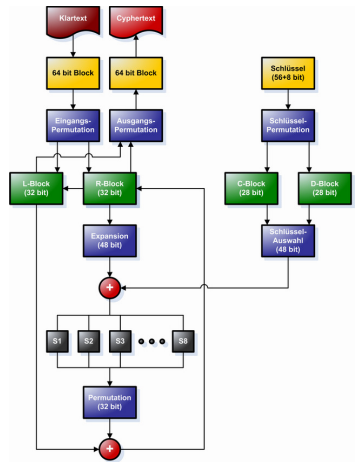 Klartext
Cyphertext
64 bit Block
64 bit Block
Schlüssel
(56+8 bit)
Eingangs-
Permutation
Ausgangs-
Permutation
Schlüssel-
Permutation
L-Block
(32 bit)
R-Block
(32 bit)
C-Block
(28 bit)
D-Block
(28 bit)
Expansion
(48 bit)
Schlüssel-
Auswahl
(48 bit)
+
S1
S2
S3
S8
Permutation
(32 bit)
+